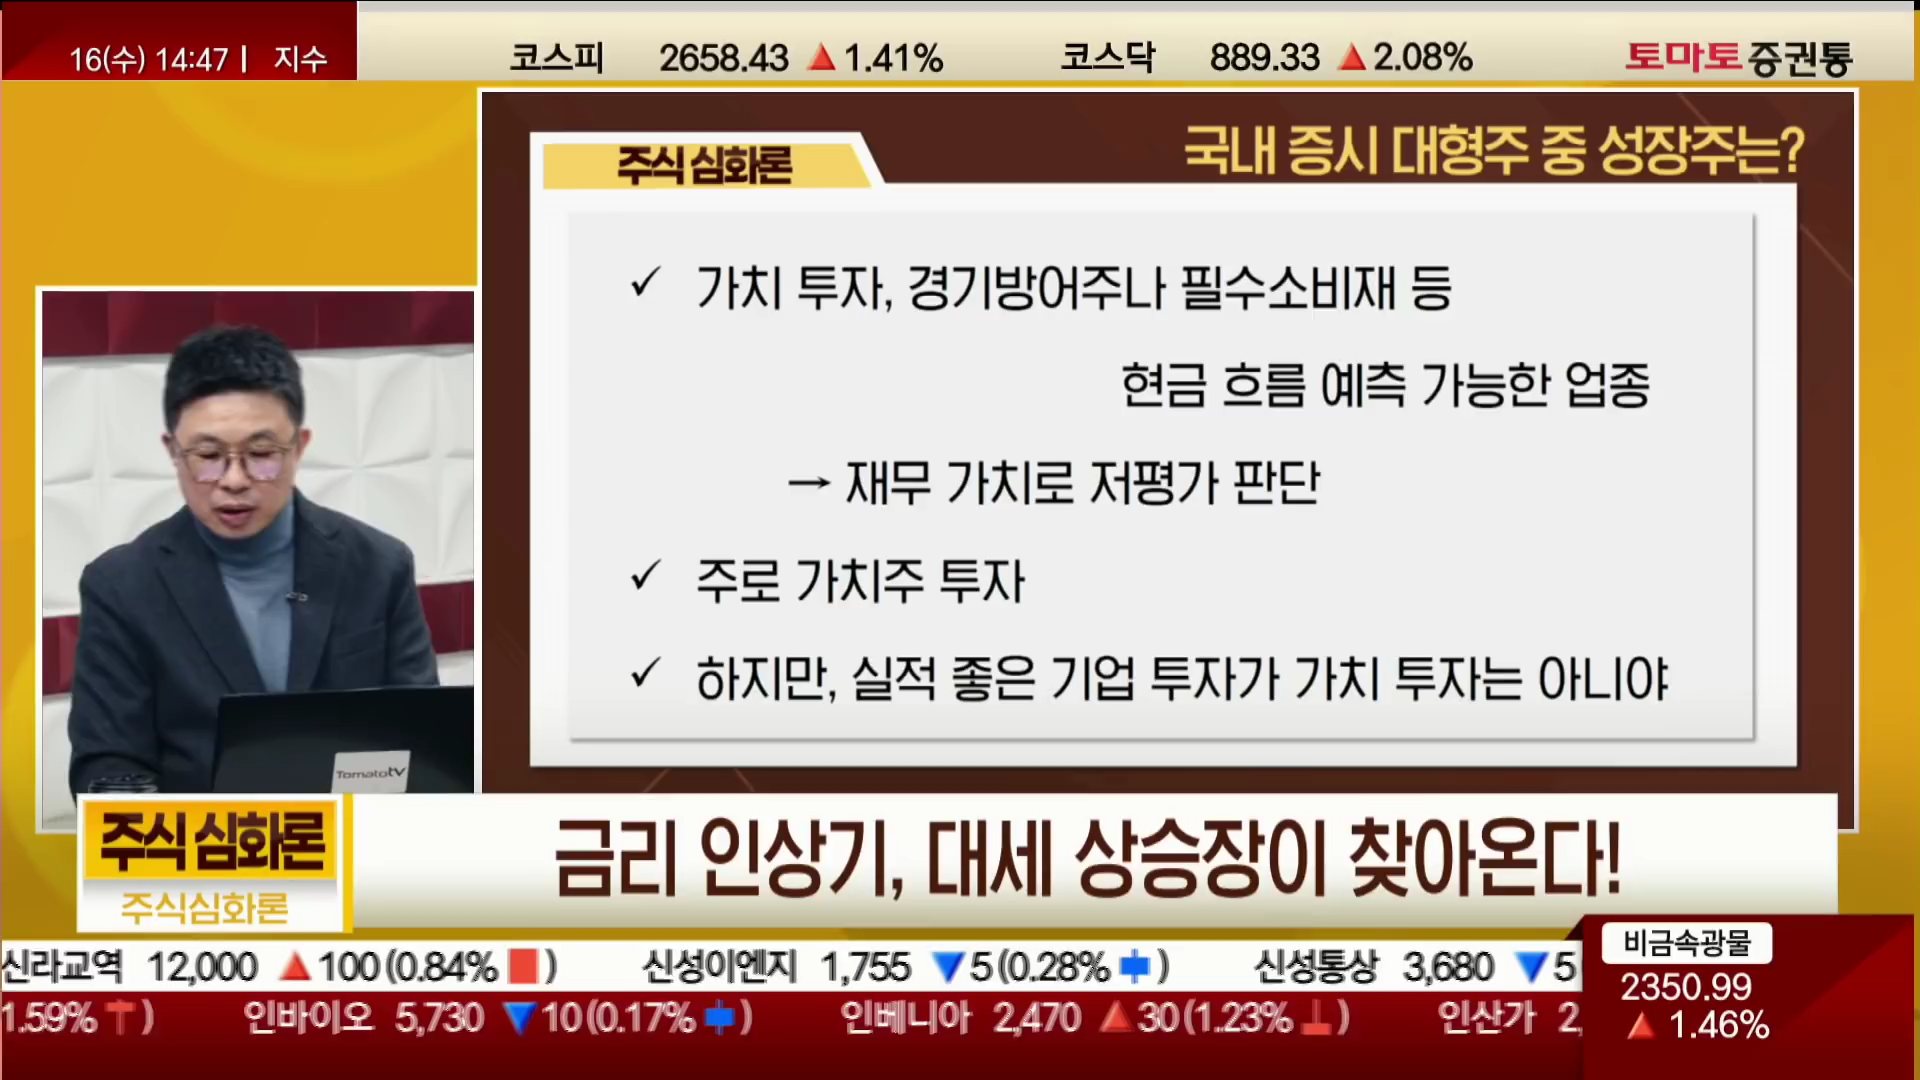 16(수) 14:47 | 지수 코스피 2658.43 ▲1.41% 코스닥 889.33 ▲2.08% 토마토증권통
국내 증시 대형주 중 성장주는?
주식 심화론
✓ 가치 투자, 경기방어주나 필수소비재 등
현금 흐름 예측 가능한 업종
→ 재무 가치로 저평가 판단
✓ 주로 가치주 투자
✓ 하지만, 실적 좋은 기업 투자가 가치 투자는 아니야
TomatoTV
주식 심화론
주식심화론
금리 인상기, 대세 상승장이 찾아온다!
신라교역 12,000 ▲100(0.84%) 신성이엔지 1,755 ▼5(0.28%) 신성통상 3,680 ▼5
1.59% ) 인바이오 5,730 ▼10(0.17%) 인베니아 2,470 ▲30(1.23%) 인산가 2,
비금속광물
2350.99
▲1.46%